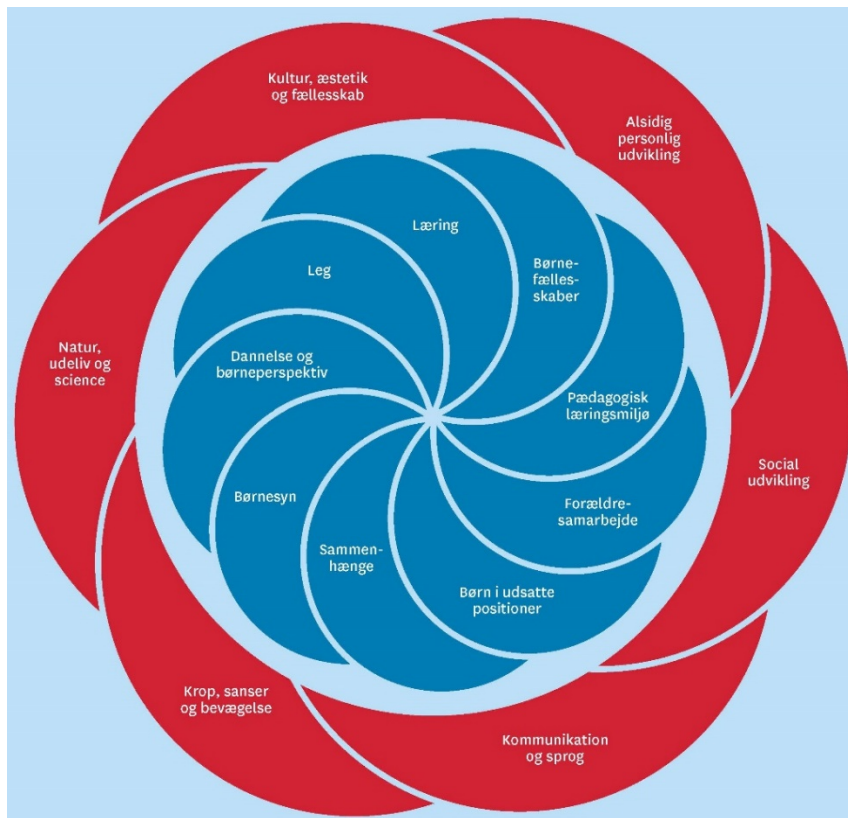 Kultur, æstetik
og fællesskab
Alsidig
personlig
udvikling
Læring
Børne-
fælles-
skaber
Leg
Natur,
udeliv og
science
Dannelse og
børneperspektiv
Pædagogisk
læringsmiljø
Social
udvikling
Børnesyn
Forældre-
samarbejde
Sammen-
hænge
Børn i udsatte
positioner
Krop, sanser
og bevægelse
Kommunikation
og sprog